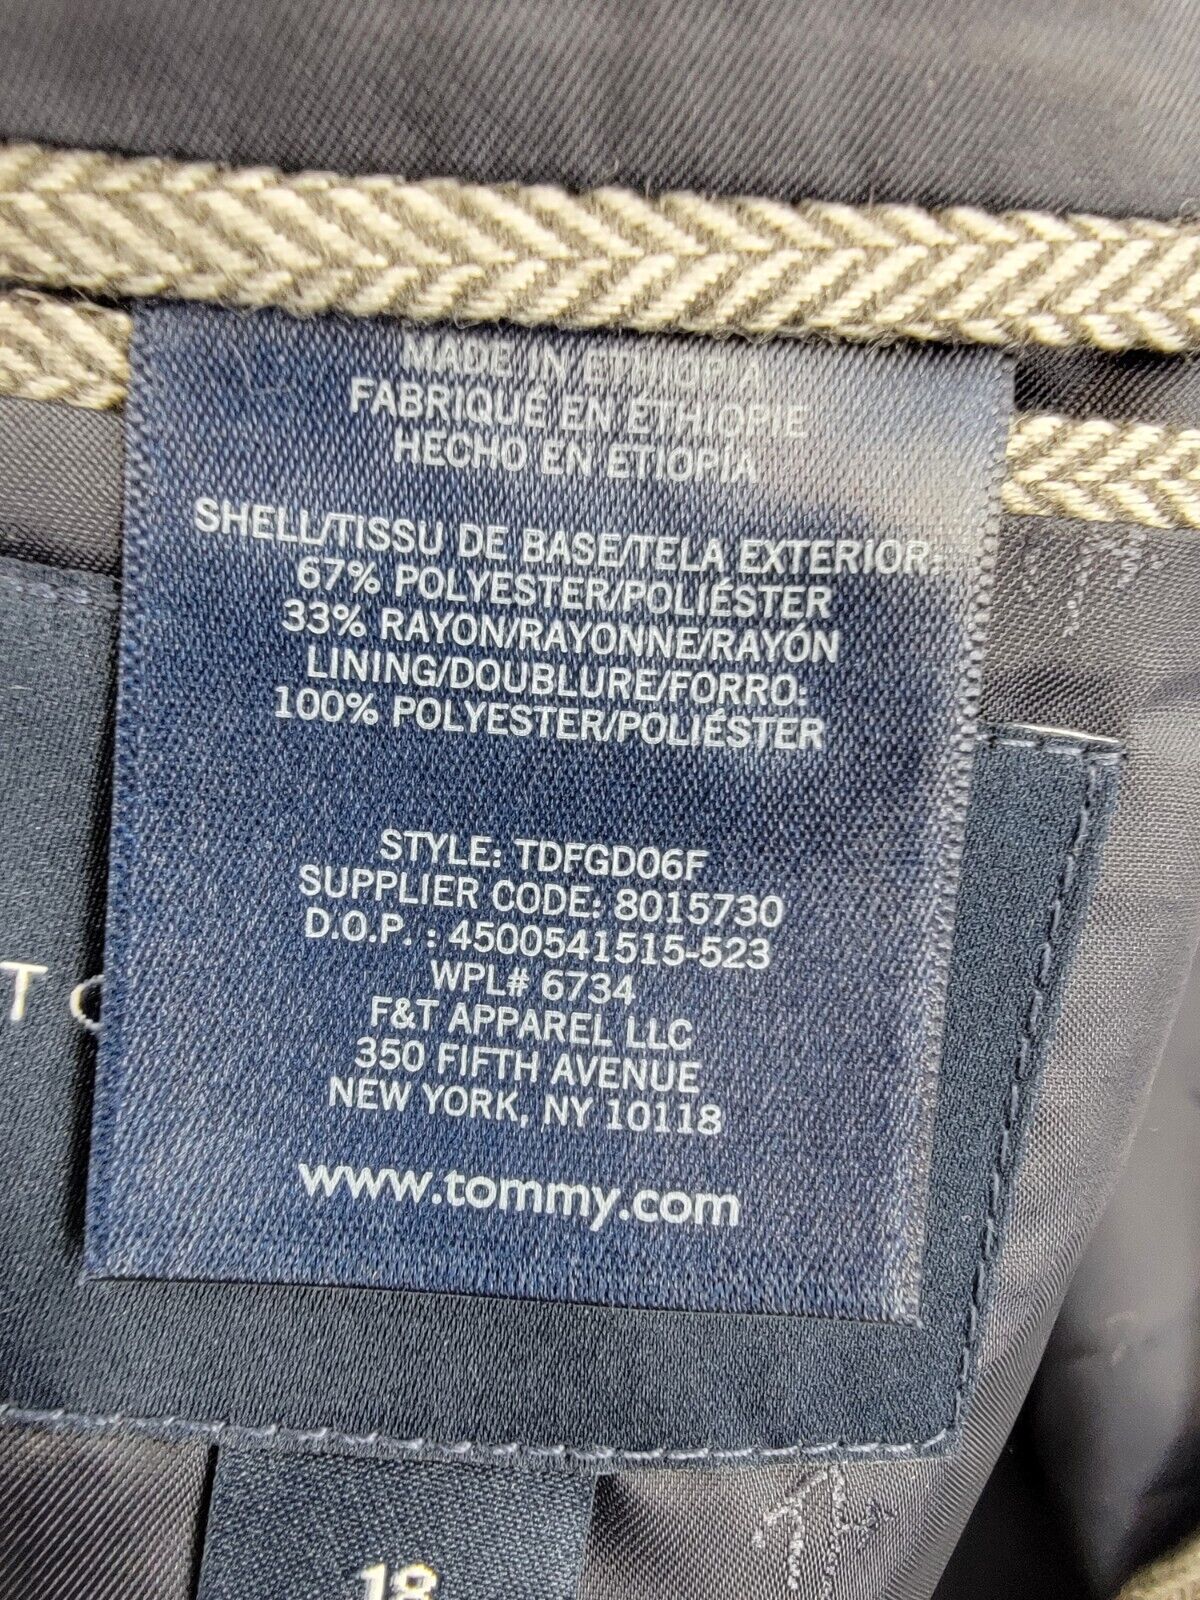 MADE IN ETHIOPIA
FABRIQUÉ EN ÉTHIOPIE
HECHO EN ETIOPÍA
SHELL/TISSU DE BASE/TELA EXTERIOR:
67% POLYESTER/POLIÉSTER
33% RAYON/RAYONNE/RAYÓN
LINING/DOUBLURE/FORRO:
100% POLYESTER/POLIÉSTER
STYLE: TDFGD06F
SUPPLIER CODE: 8015730
D.O.P. : 4500541515-523
WPL# 6734
F&T APPAREL LLC
350 FIFTH AVENUE
NEW YORK, NY 10118
www.tommy.com
18